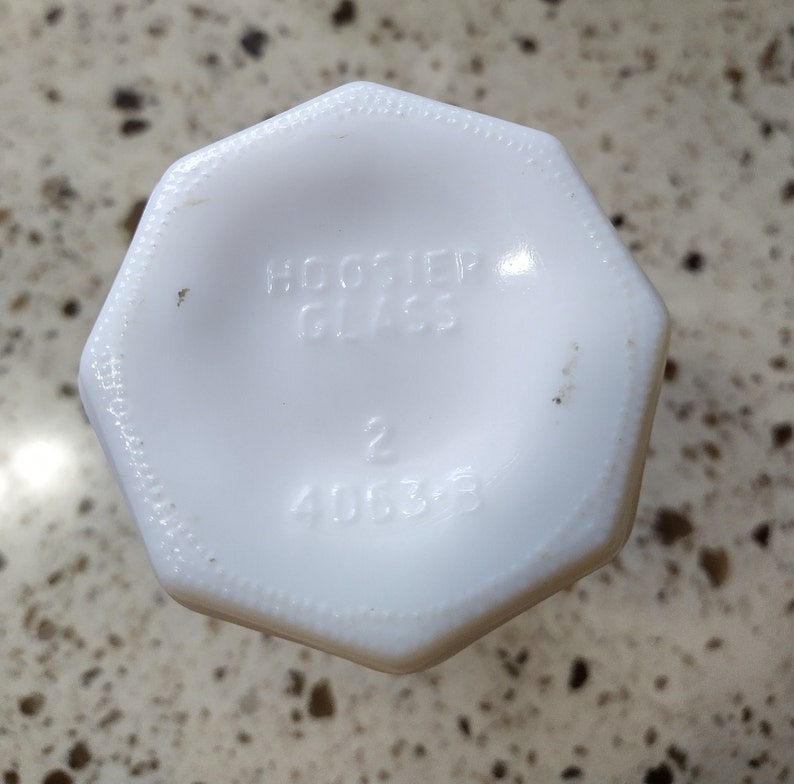 HOOSIER
GLASS
2
4063-B